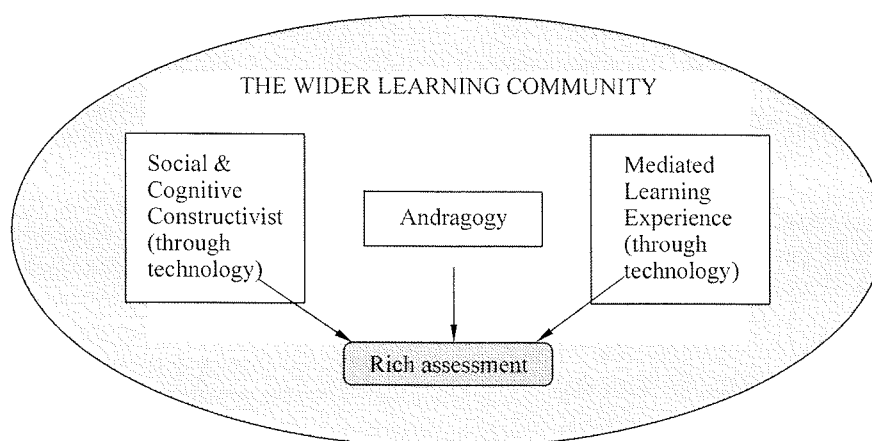 THE WIDER LEARNING COMMUNITY
Social &
Cognitive
Constructivist
(through
technology)
Andragogy
Mediated
Learning
Experience
(through
technology)
Rich assessment